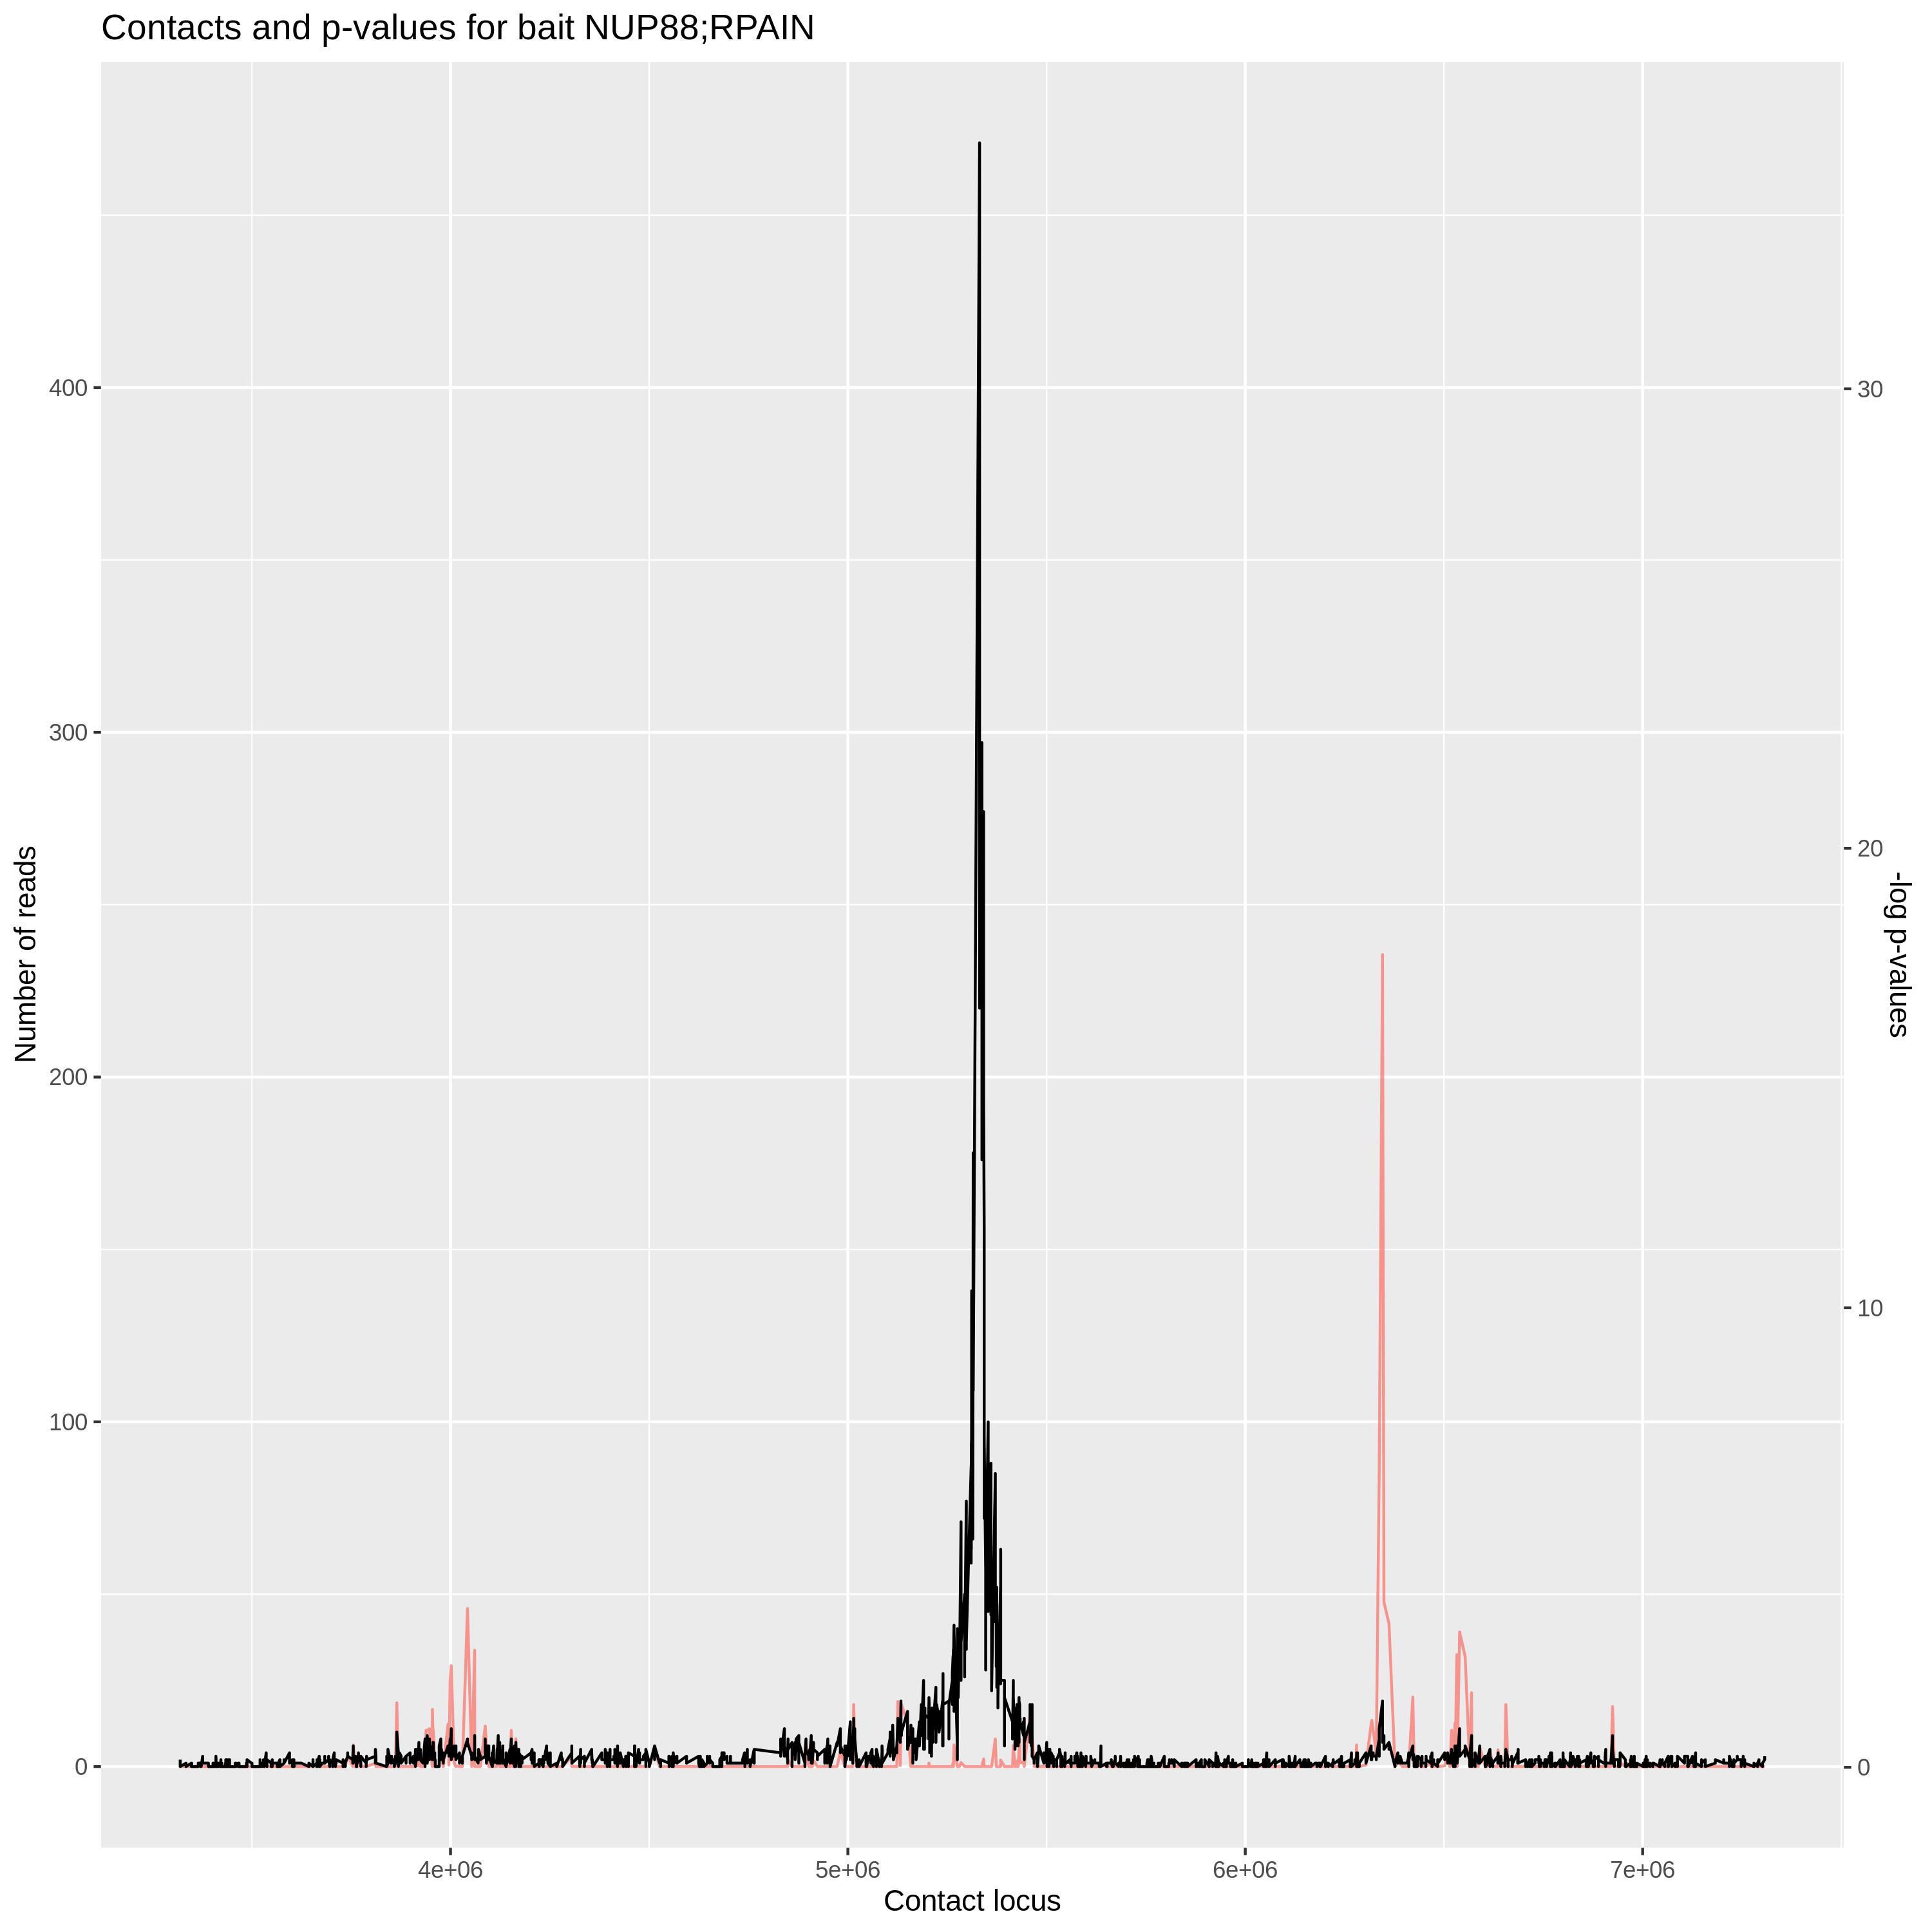 Contacts and p-values for bait NUP88;RPAIN
400
300
200
100
0
Number of reads
30
20
10
0
-log p-values
4e+06
5e+06
6e+06
7e+06
Contact locus